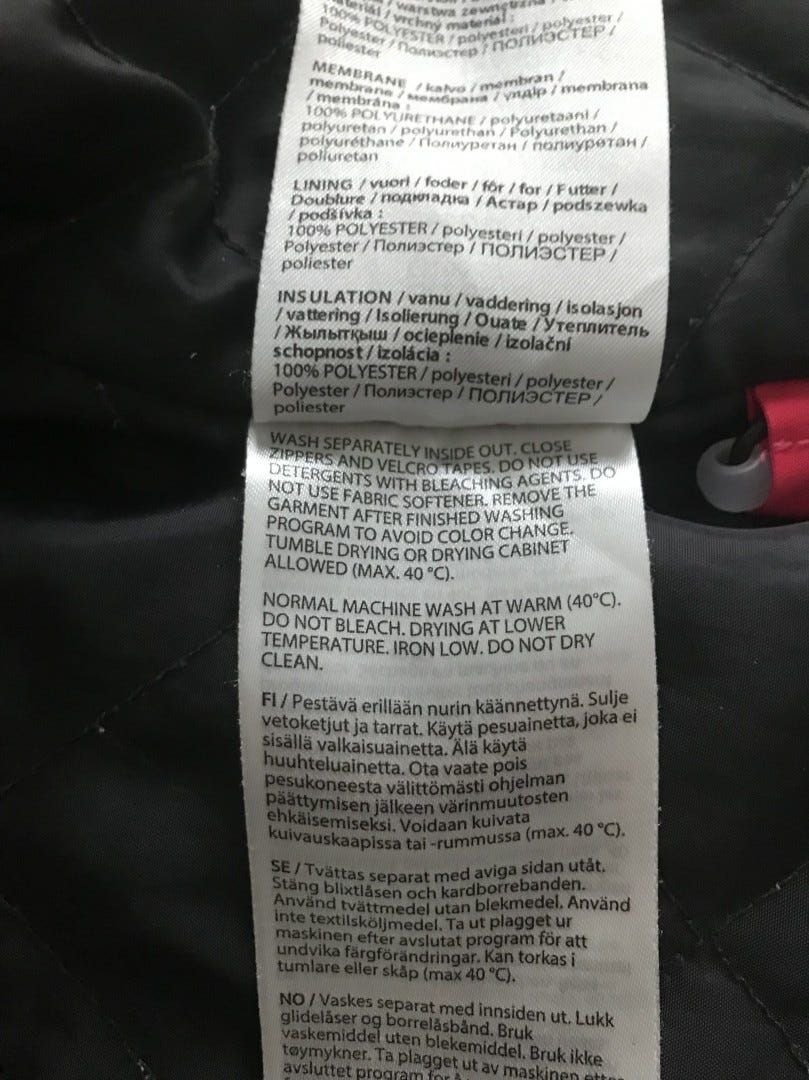 / warstwa zewnętrzna /
materiál / vrchný materiál :
100% POLYESTER / polyesteri / polyester /
Polyester / Полиэстер / ПОЛИЭСТЕР /
poliester
MEMBRANE / kalvo / membran /
membrane / мембрана / үлдір / membrana
/ membrána :
100% POLYURETHANE / polyuretaani /
polyuretan / polyurethan / Polyurethan /
polyuréthane / Полиуретан / полиуретан /
poliuretan
LINING / vuori / foder / fôr / for / Futter /
Doublure / подкладка / Астар / podszewka
/ podšívka :
100% POLYESTER / polyesteri / polyester /
Polyester / Полиэстер / ПОЛИЭСТЕР /
poliester
INSULATION / vanu / vaddering / isolasjon
/ vattering / Isolierung / Ouate / Утеплитель
/ Жылытқыш / ocieplenie / izolační
schopnost / izolácia :
100% POLYESTER / polyesteri / polyester /
Polyester / Полиэстер / ПОЛИЭСТЕР /
poliester
WASH SEPARATELY INSIDE OUT. CLOSE
ZIPPERS AND VELCRO TAPES. DO NOT USE
DETERGENTS WITH BLEACHING AGENTS. DO
NOT USE FABRIC SOFTENER. REMOVE THE
GARMENT AFTER FINISHED WASHING
PROGRAM TO AVOID COLOR CHANGE.
TUMBLE DRYING OR DRYING CABINET
ALLOWED (MAX. 40 °C).
NORMAL MACHINE WASH AT WARM (40°C).
DO NOT BLEACH. DRYING AT LOWER
TEMPERATURE. IRON LOW. DO NOT DRY
CLEAN.
FI / Pestävä erillään nurin käännettynä. Sulje
vetoketjut ja tarrat. Käytä pesuainetta, joka ei
sisällä valkaisuainetta. Älä käytä
huuhteluainetta. Ota vaate pois
pesukoneesta välittömästi ohjelman
päättymisen jälkeen värinmuutosten
ehkäisemiseksi. Voidaan kuivata
kuivauskaapissa tai -rummussa (max. 40 °C).
SE / Tvättas separat med aviga sidan utåt.
Stäng blixtlåsen och kardborrebanden.
Använd tvättmedel utan blekmedel. Använd
inte textilsköljmedel. Ta ut plagget ur
maskinen efter avslutat program för att
undvika färgförändringar. Kan torkas i
tumlare eller skåp (max 40 °C).
NO / Vaskes separat med innsiden ut. Lukk
glidelåser og borrelåsbånd. Bruk
vaskemiddel uten blekemiddel. Bruk ikke
tøymykner. Ta plagget ut av maskinen etter
avsluttet program for å